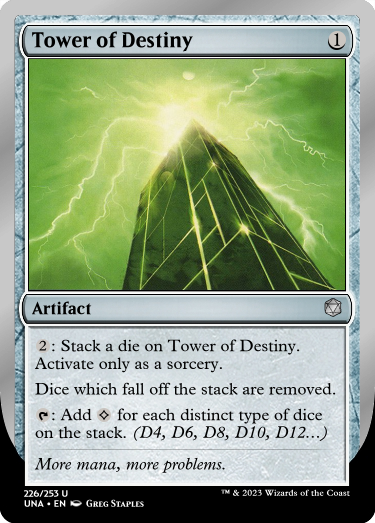 Tower of Destiny 1
Artifact
2: Stack a die on Tower of Destiny.
Activate only as a sorcery.
Dice which fall off the stack are removed.
: Add for each distinct type of dice
on the stack. (D4, D6, D8, D10, D12…)
More mana, more problems.
226/253 U
UNA • EN Greg Staples
™ & 2023 Wizards of the Coast